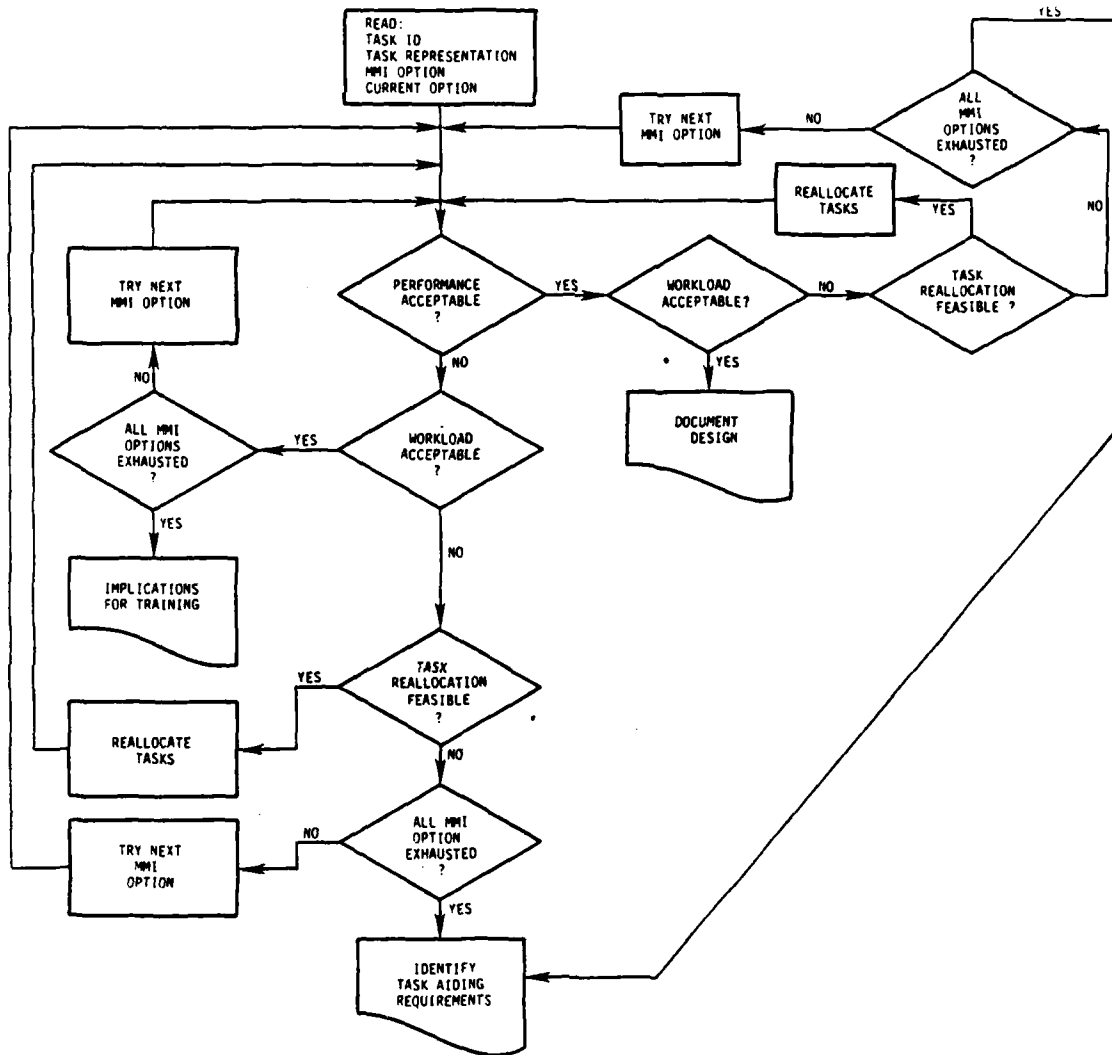 YES
READ:
TASK ID
TASK REPRESENTATION
MMI OPTION
CURRENT OPTION
TRY NEXT
MMI OPTION
NO
ALL
MMI
OPTIONS
EXHAUSTED
?
REALLOCATE
TASKS
YES
NO
TRY NEXT
MMI OPTION
PERFORMANCE
ACCEPTABLE
?
YES
WORKLOAD
ACCEPTABLE?
NO
TASK
REALLOCATION
FEASIBLE ?
NO
YES
NO
ALL MMI
OPTIONS
EXHAUSTED
?
YES
WORKLOAD
ACCEPTABLE
?
DOCUMENT
DESIGN
YES
NO
IMPLICATIONS
FOR TRAINING
YES
TASK
REALLOCATION
FEASIBLE
?
REALLOCATE
TASKS
NO
TRY NEXT
MMI
OPTION
NO
ALL MMI
OPTION
EXHAUSTED
?
YES
IDENTIFY
TASK AIDING
REQUIREMENTS